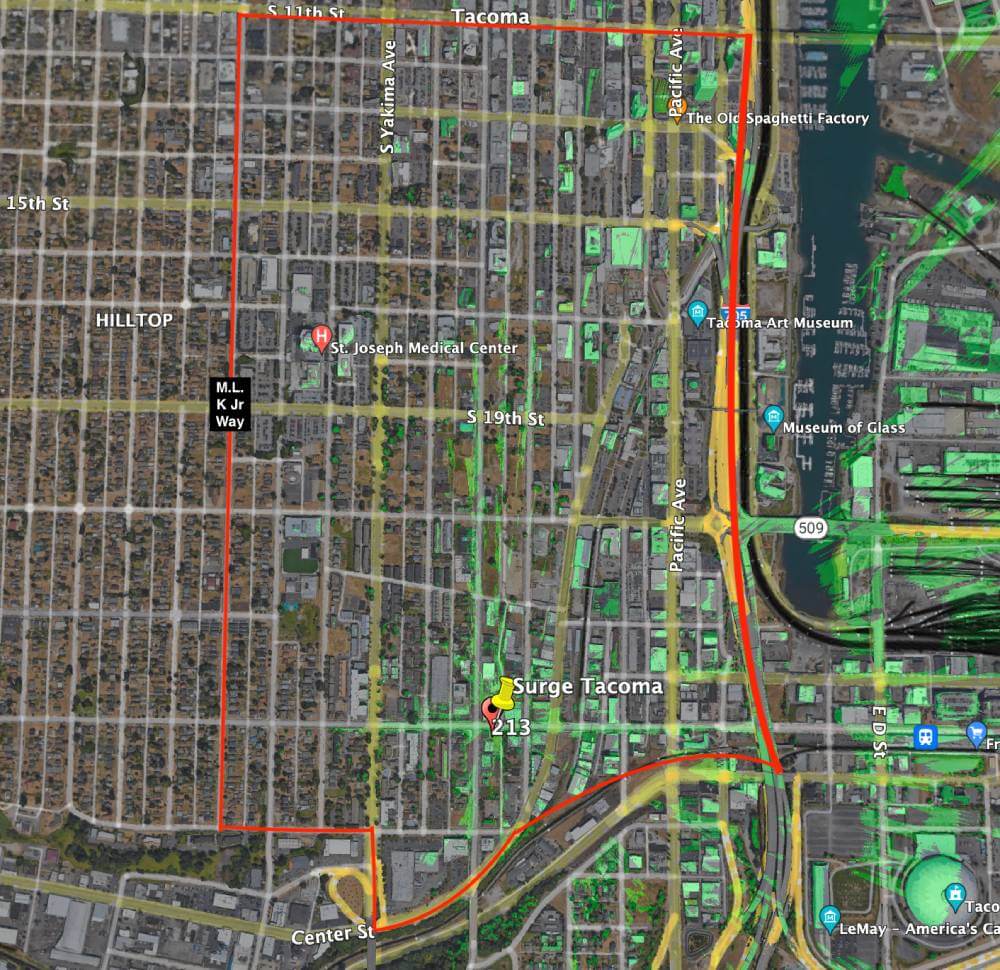 S 11th St
Tacoma
S Yakima Ave
Pacific Ave
The Old Spaghetti Factory
15th St
HILLTOP
705
Tacoma Art Museum
H
St. Joseph Medical Center
M.L.
K Jr
Way
S 19th St
Museum of Glass
Pacific Ave
509
Surge Tacoma
213
E D St
Fr
Center St
Taco
LeMay - America's Ca